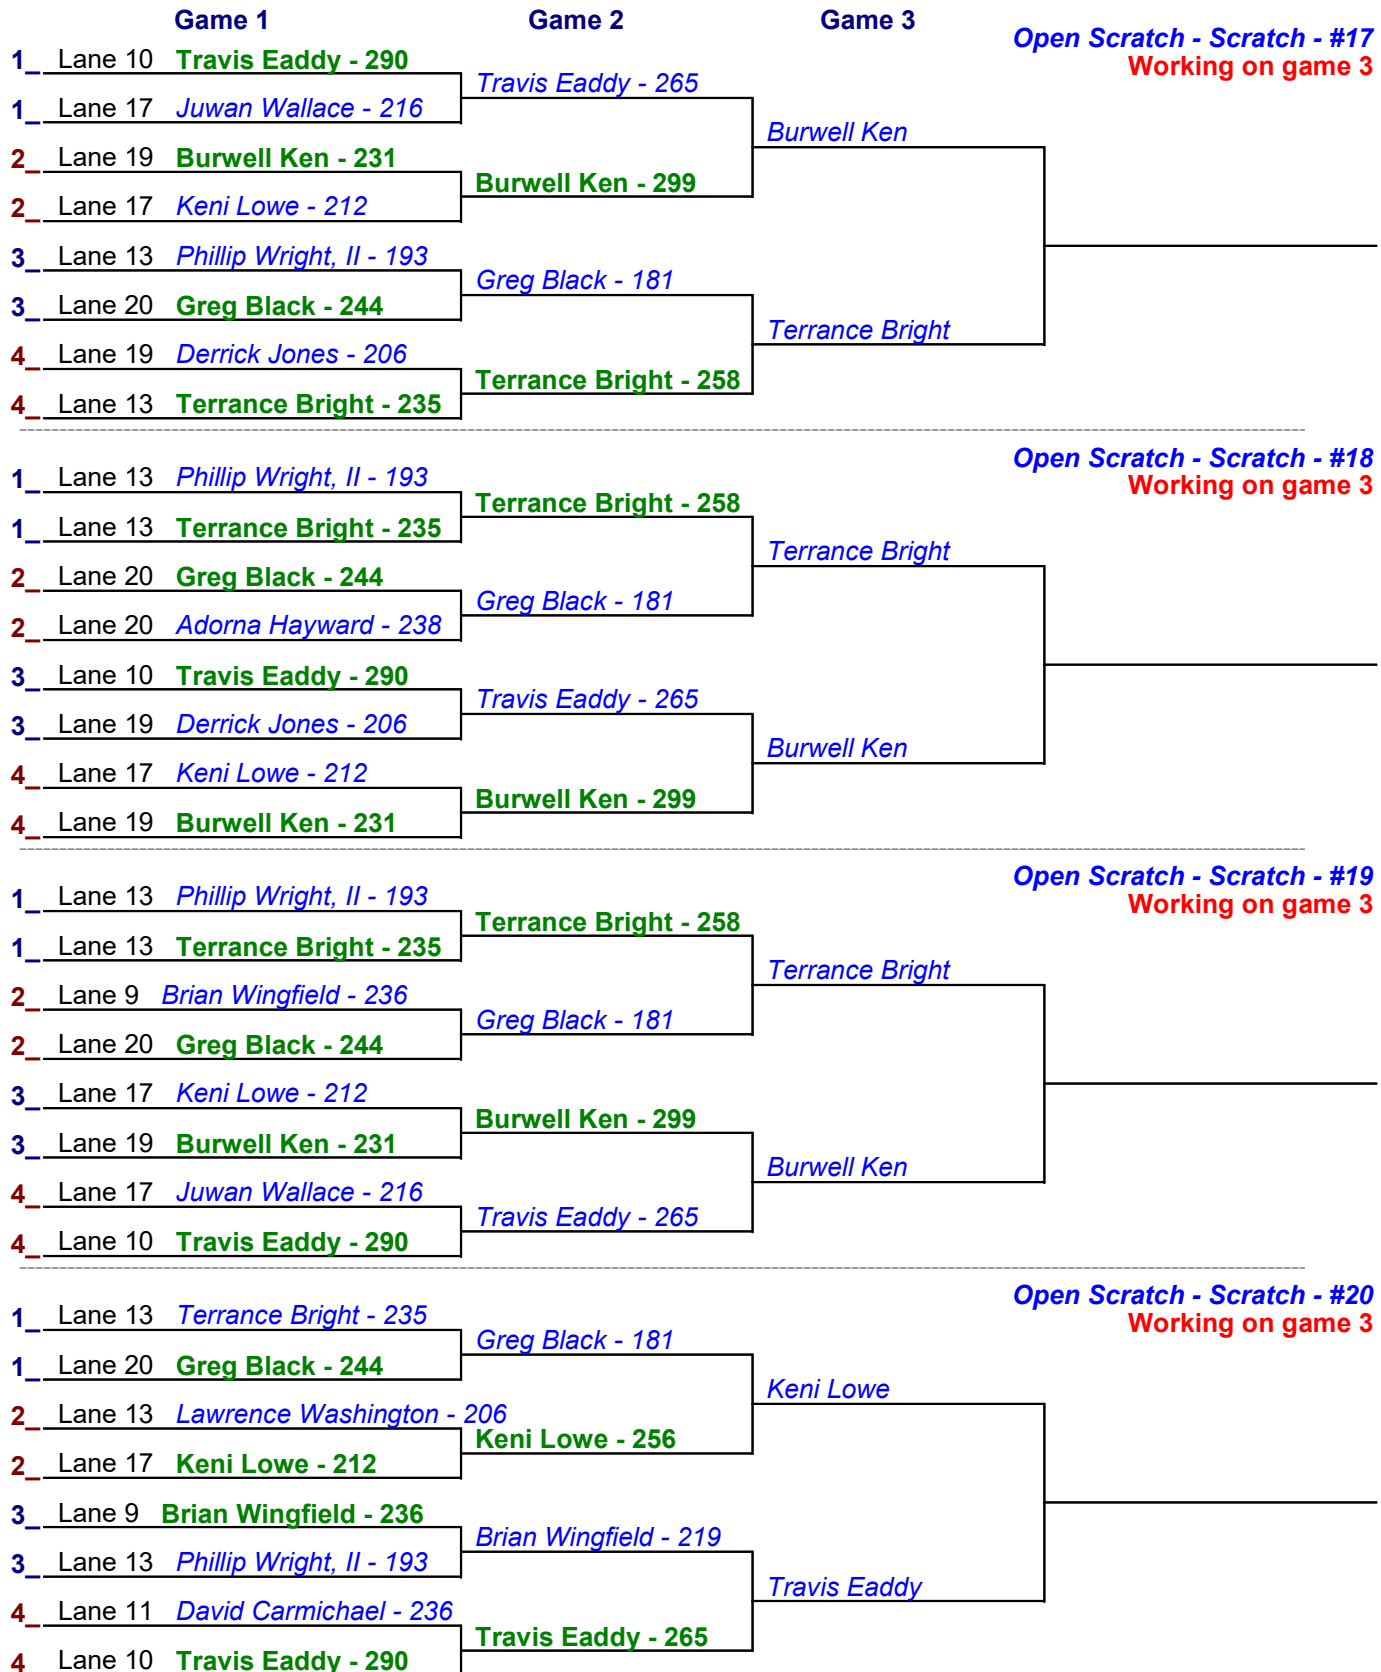 Game 1 Game 2 Game 3
Open Scratch - Scratch - #17
Working on game 3
1_ Lane 10 Travis Eaddy - 290
Travis Eaddy - 265
1_ Lane 17 Juwan Wallace - 216
Burwell Ken
2_ Lane 19 Burwell Ken - 231
Burwell Ken - 299
2_ Lane 17 Keni Lowe - 212
3_ Lane 13 Phillip Wright, II - 193
Greg Black - 181
3_ Lane 20 Greg Black - 244
Terrance Bright
4_ Lane 19 Derrick Jones - 206
Terrance Bright - 258
4_ Lane 13 Terrance Bright - 235
Open Scratch - Scratch - #18
Working on game 3
1_ Lane 13 Phillip Wright, II - 193
Terrance Bright - 258
1_ Lane 13 Terrance Bright - 235
Terrance Bright
2_ Lane 20 Greg Black - 244
Greg Black - 181
2_ Lane 20 Adorna Hayward - 238
3_ Lane 10 Travis Eaddy - 290
Travis Eaddy - 265
3_ Lane 19 Derrick Jones - 206
Burwell Ken
4_ Lane 17 Keni Lowe - 212
Burwell Ken - 299
4_ Lane 19 Burwell Ken - 231
Open Scratch - Scratch - #19
Working on game 3
1_ Lane 13 Phillip Wright, II - 193
Terrance Bright - 258
1_ Lane 13 Terrance Bright - 235
Terrance Bright
2_ Lane 9 Brian Wingfield - 236
Greg Black - 181
2_ Lane 20 Greg Black - 244
3_ Lane 17 Keni Lowe - 212
Burwell Ken - 299
3_ Lane 19 Burwell Ken - 231
Burwell Ken
4_ Lane 17 Juwan Wallace - 216
Travis Eaddy - 265
4_ Lane 10 Travis Eaddy - 290
Open Scratch - Scratch - #20
Working on game 3
1_ Lane 13 Terrance Bright - 235
Greg Black - 181
1_ Lane 20 Greg Black - 244
Keni Lowe
2_ Lane 13 Lawrence Washington - 206
Keni Lowe - 256
2_ Lane 17 Keni Lowe - 212
3_ Lane 9 Brian Wingfield - 236
Brian Wingfield - 219
3_ Lane 13 Phillip Wright, II - 193
Travis Eaddy
4_ Lane 11 David Carmichael - 236
Travis Eaddy - 265
4 Lane 10 Travis Eaddy - 290